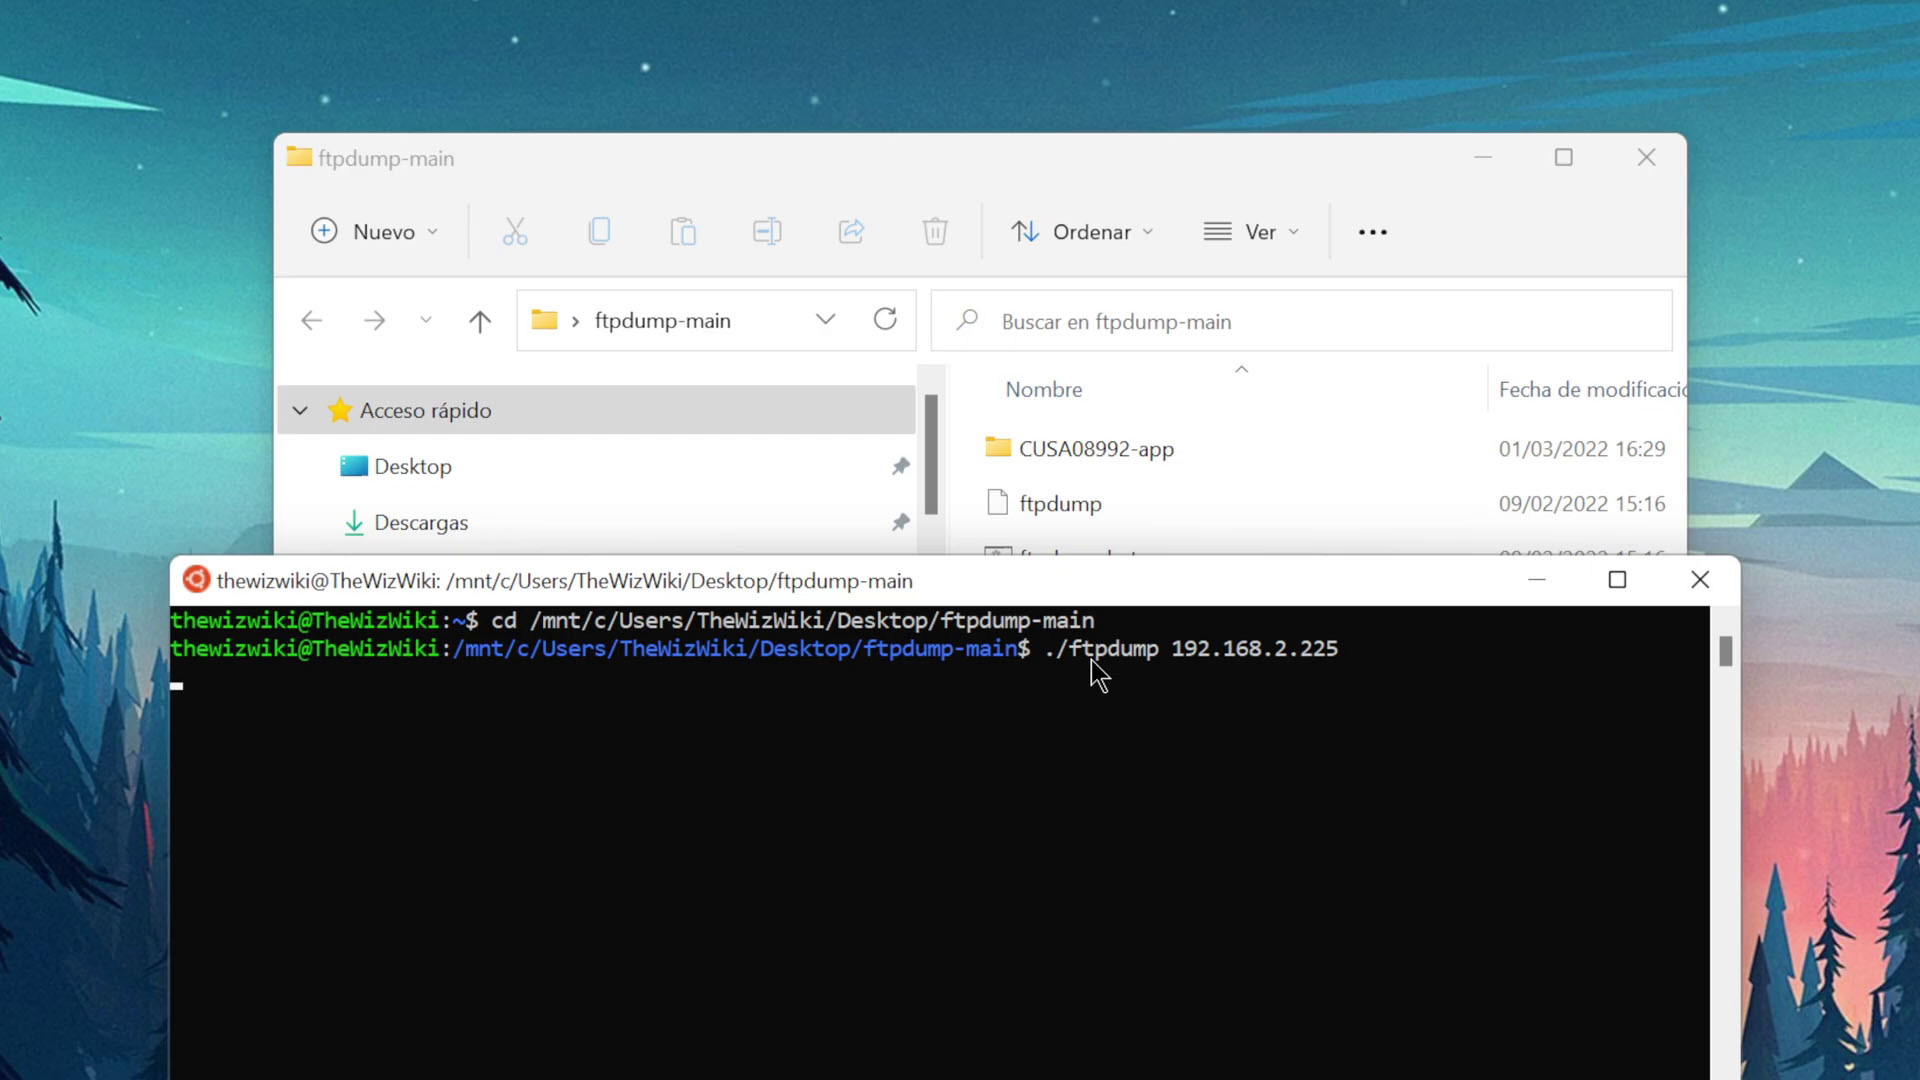 ftpdump-main
Nuevo
Ordenar
Ver
ftpdump-main
Buscar en ftpdump-main
Nombre
Fecha de modificació
Acceso rápido
CUSA08992-app 01/03/2022 16:29
Desktop
ftpdump 09/02/2022 15:16
Descargas
thewizwiki@TheWizWiki: /mnt/c/Users/TheWizWiki/Desktop/ftpdump-main
thewizwiki@TheWizWiki:~$ cd /mnt/c/Users/TheWizWiki/Desktop/ftpdump-main
thewizwiki@TheWizWiki:/mnt/c/Users/TheWizWiki/Desktop/ftpdump-main$ ./ftpdump 192.168.2.225